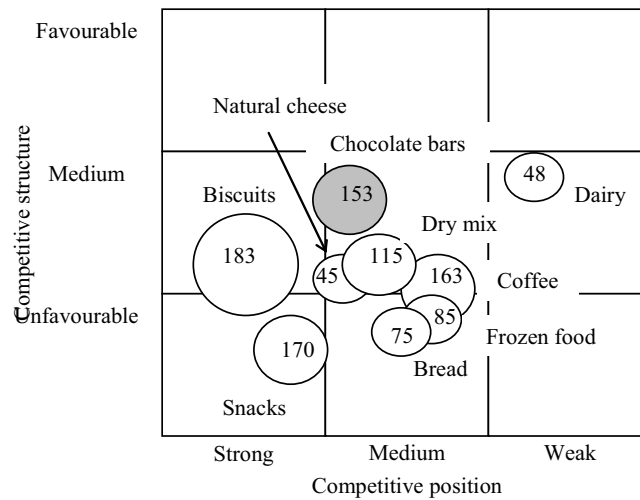 Favourable
Natural cheese
Chocolate bars
Medium
48
Biscuits
153
Dairy
Dry mix
183
115
45
163
Coffee
Competitive structure
Unfavourable
85
75
Frozen food
170
Bread
Snacks
Strong
Medium
Weak
Competitive position